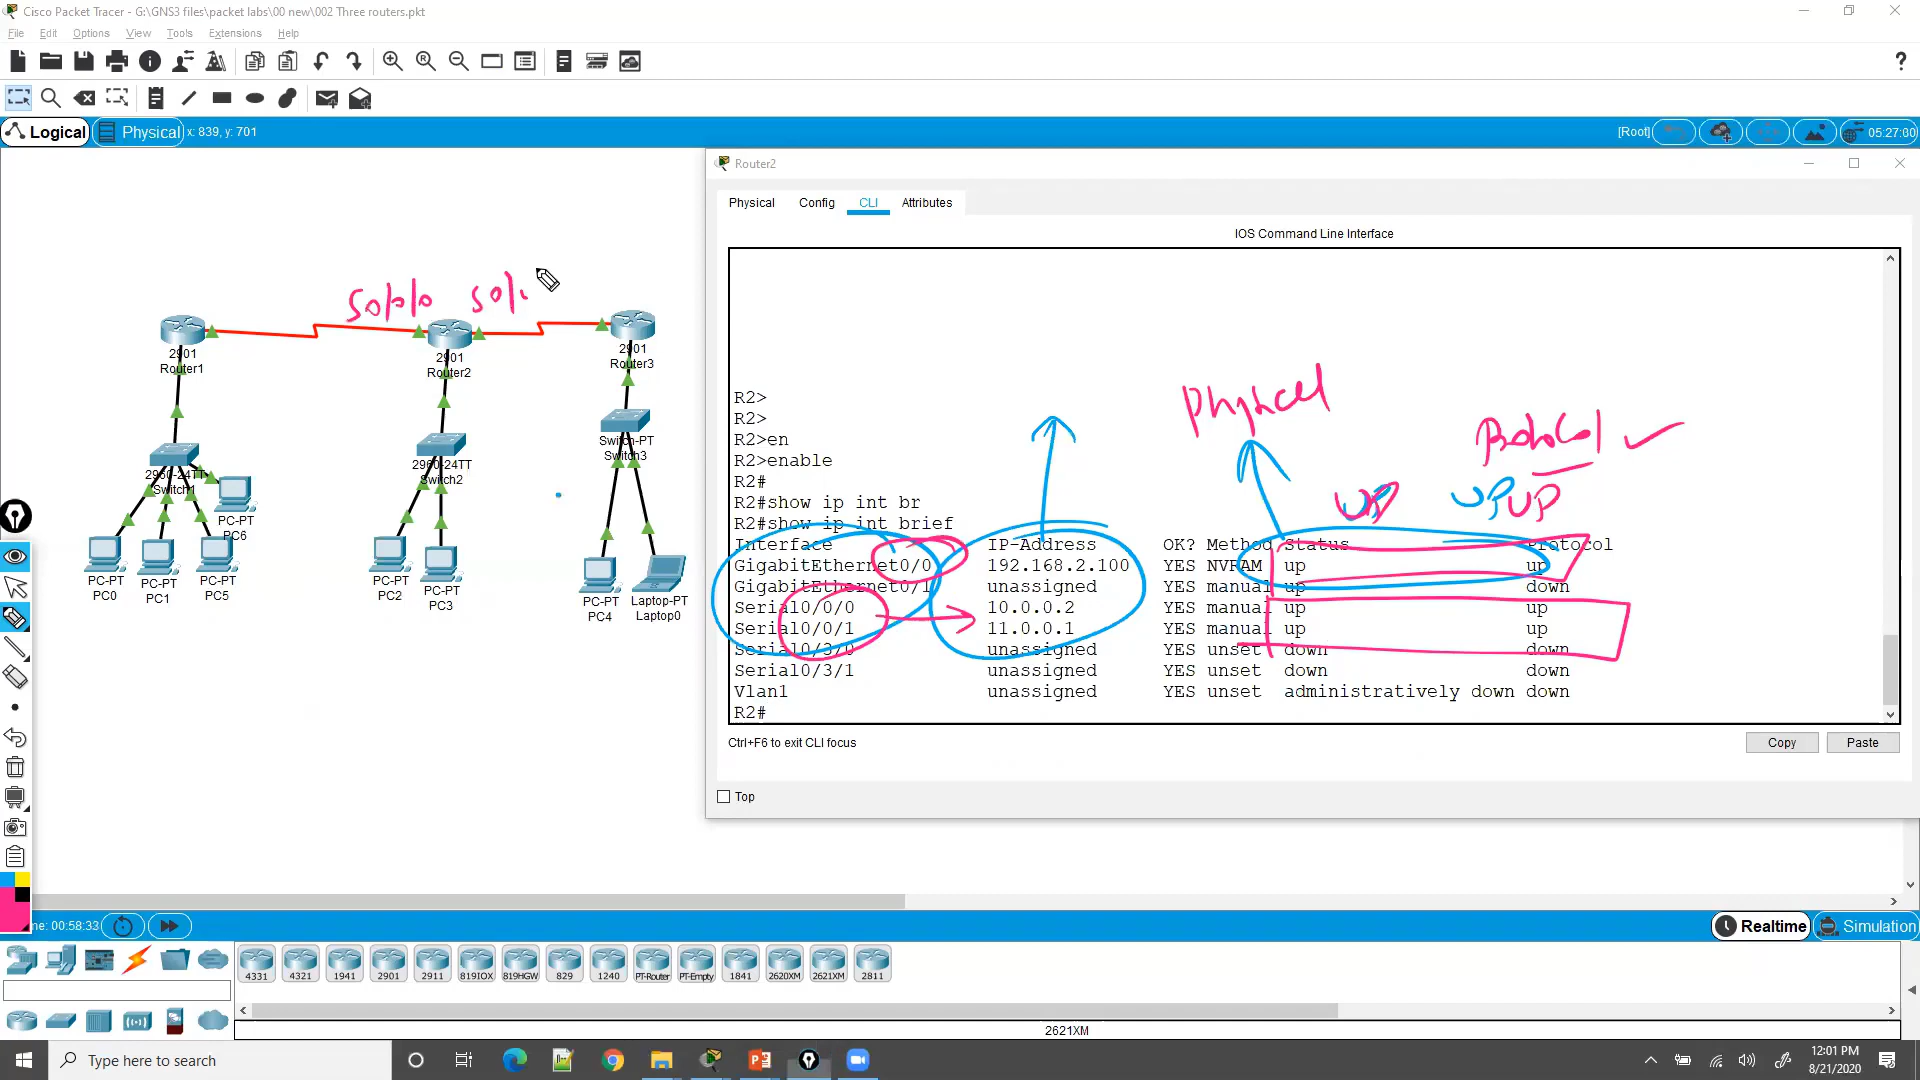 Cisco Packet Tracer - G:\GNS3 files\packet labs\00 new\002 Three routers.pkt
File Edit Options View Tools Extensions Help
Logical Physical x: 839, y: 701 [Root] 05:27:00
Router2
Physical Config CLI Attributes
IOS Command Line Interface
R2>
R2>
R2>en
R2>enable
R2#
R2#show ip int br
R2#show ip int brief
Interface IP-Address OK? Method Status Protocol
GigabitEthernet0/0 192.168.2.100 YES NVRAM up up
GigabitEthernet0/1 unassigned YES manual up down
Serial0/0/0 10.0.0.2 YES manual up up
Serial0/0/1 11.0.0.1 YES manual up up
Serial0/3/0 unassigned YES unset down down
Serial0/3/1 unassigned YES unset down down
Vlan1 unassigned YES unset administratively down down
R2#
Physical
Protocol
UP UP UP
Ctrl+F6 to exit CLI focus
Copy Paste
Top
2901
Router1
2901
Router2
2901
Router3
2960-24TT
Switch1
2960-24TT
Switch2
Switch-PT
Switch3
PC-PT
PC6
PC-PT
PC0
PC-PT
PC1
PC-PT
PC5
PC-PT
PC2
PC-PT
PC3
PC-PT
PC4
Laptop-PT
Laptop0
me: 00:58:33
Realtime Simulation
4331 4321 1941 2901 2911 819IOX 819HGW 829 1240 PT-Router PT-Empty 1841 2620XM 2621XM 2811
2621XM
Type here to search
12:01 PM
8/21/2020